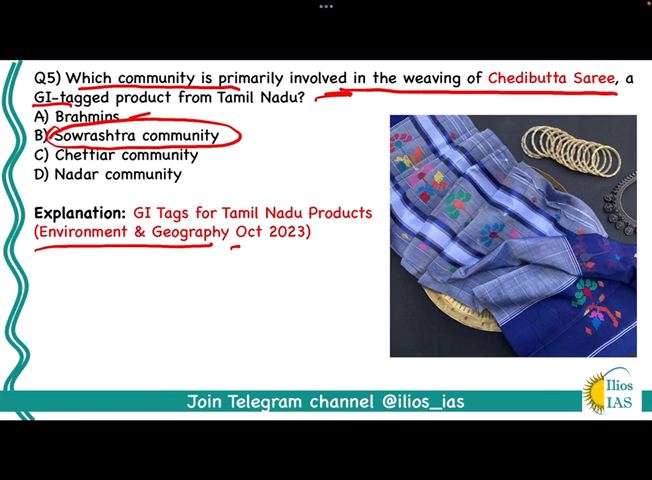 Q5) Which community is primarily involved in the weaving of Chedibutta Saree, a
GI-tagged product from Tamil Nadu?
A) Brahmins
B) Sowrashtra community
C) Chettiar community
D) Nadar community
Explanation: GI Tags for Tamil Nadu Products
(Environment & Geography Oct 2023)
Join Telegram channel @ilios_ias
Ilios
IAS